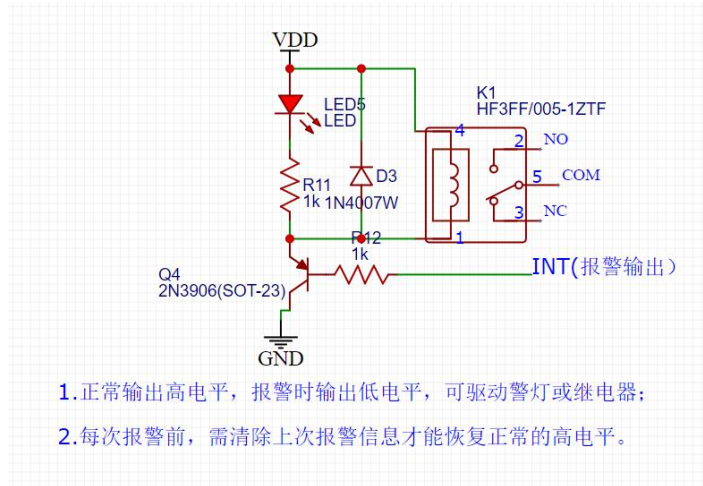 VDD
K1
HF3FF/005-1ZTF
LED5
LED
4
2
NO
5
COM
R11
1k
D3
1N4007W
3
NC
R12
1k
1
INT(报警输出）
Q4
2N3906(SOT-23)
GND
1.正常输出高电平，报警时输出低电平，可驱动警灯或继电器；
2.每次报警前，需清除上次报警信息才能恢复正常的高电平。